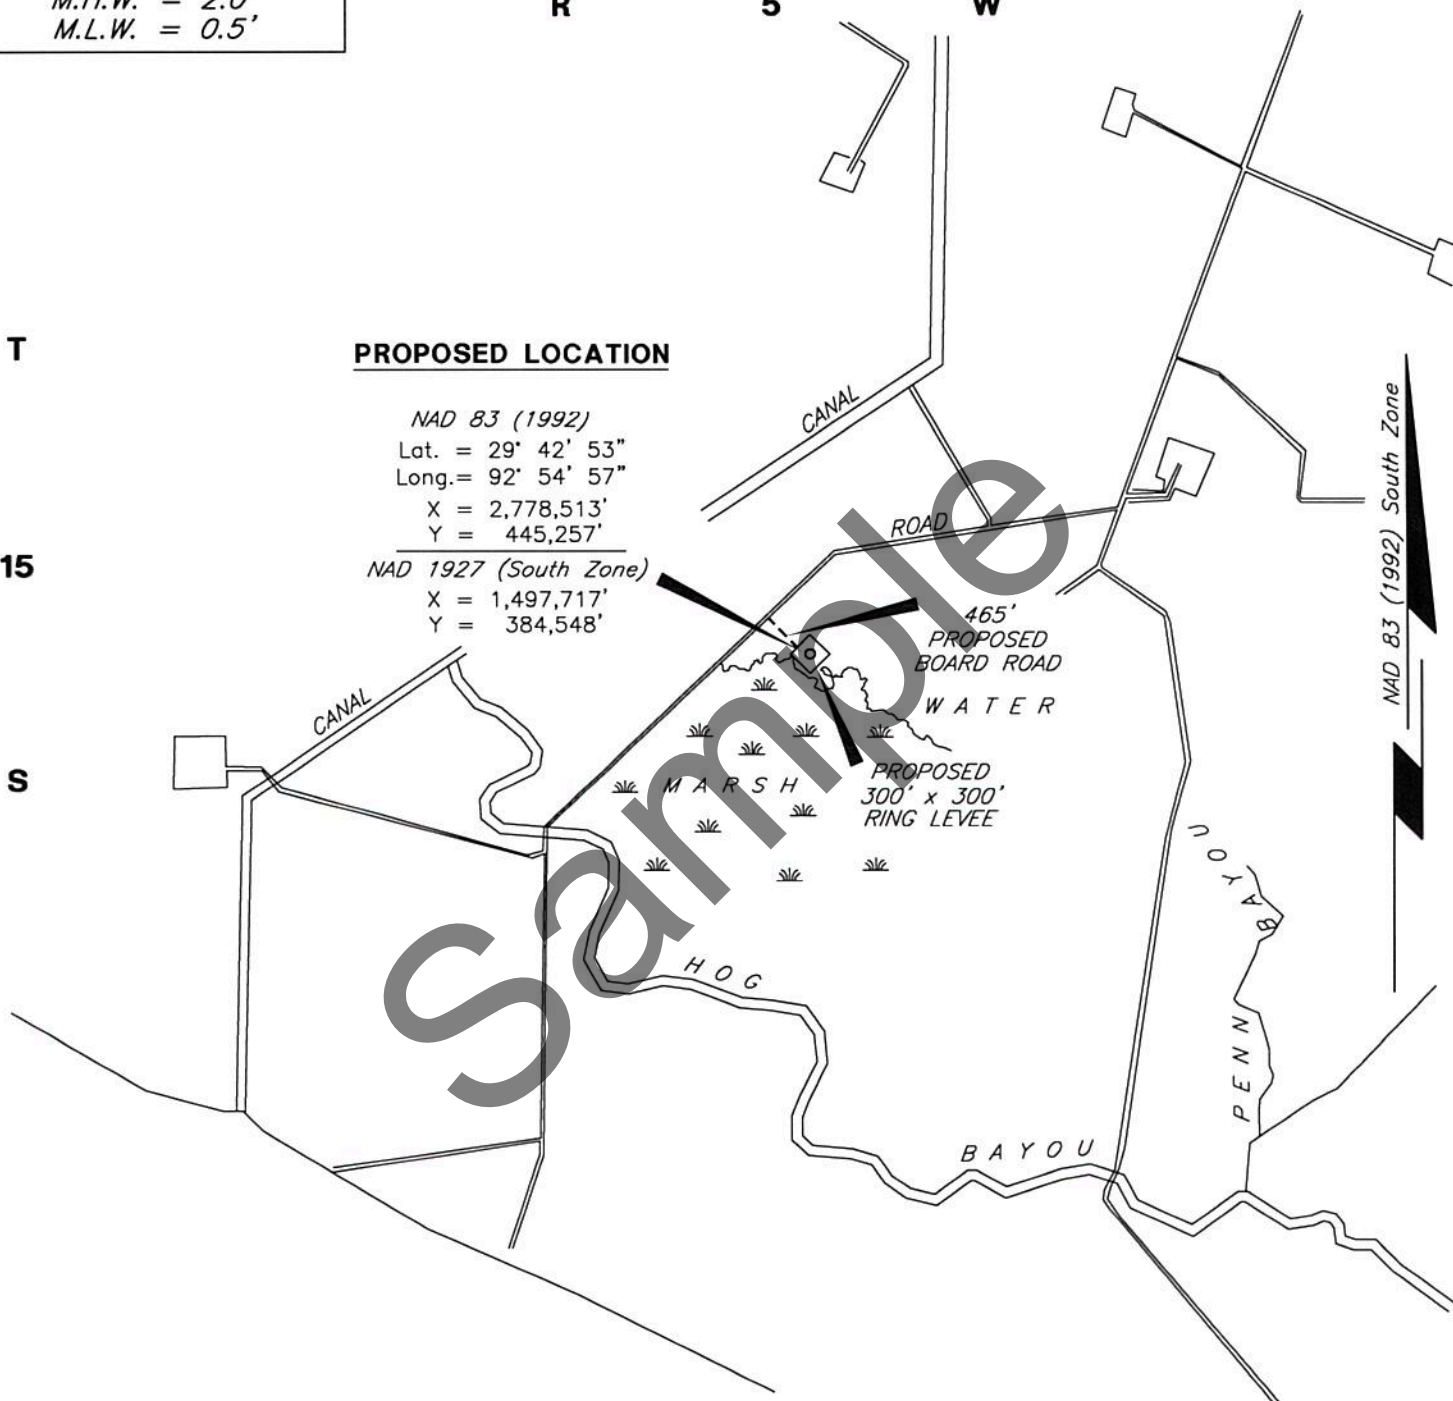 M.H.W. = 2.0'
M.L.W. = 0.5'
R 5 W
T
15
S
PROPOSED LOCATION
NAD 83 (1992)
Lat. = 29° 42' 53"
Long.= 92° 54' 57"
X = 2,778,513'
Y = 445,257'
NAD 1927 (South Zone)
X = 1,497,717'
Y = 384,548'
CANAL
ROAD
465'
PROPOSED
BOARD ROAD
WATER
CANAL
MARSH
PROPOSED
300' x 300'
RING LEVEE
NAD 83 (1992) South Zone
HOG
BAYOU
PENN BAYOU
Sample